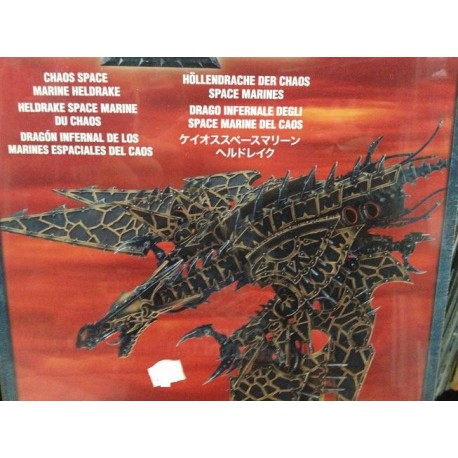 CHAOS SPACE
MARINE HELDRAKE
HELDRAKE SPACE MARINE
DU CHAOS
DRAGÓN INFERNAL DE LOS
MARINES ESPACIALES DEL CAOS
HÖLLENDRACHE DER CHAOS
SPACE MARINES
DRAGO INFERNALE DEGLI
SPACE MARINE DEL CAOS
ケイオススペースマリーン
ヘルドレイク